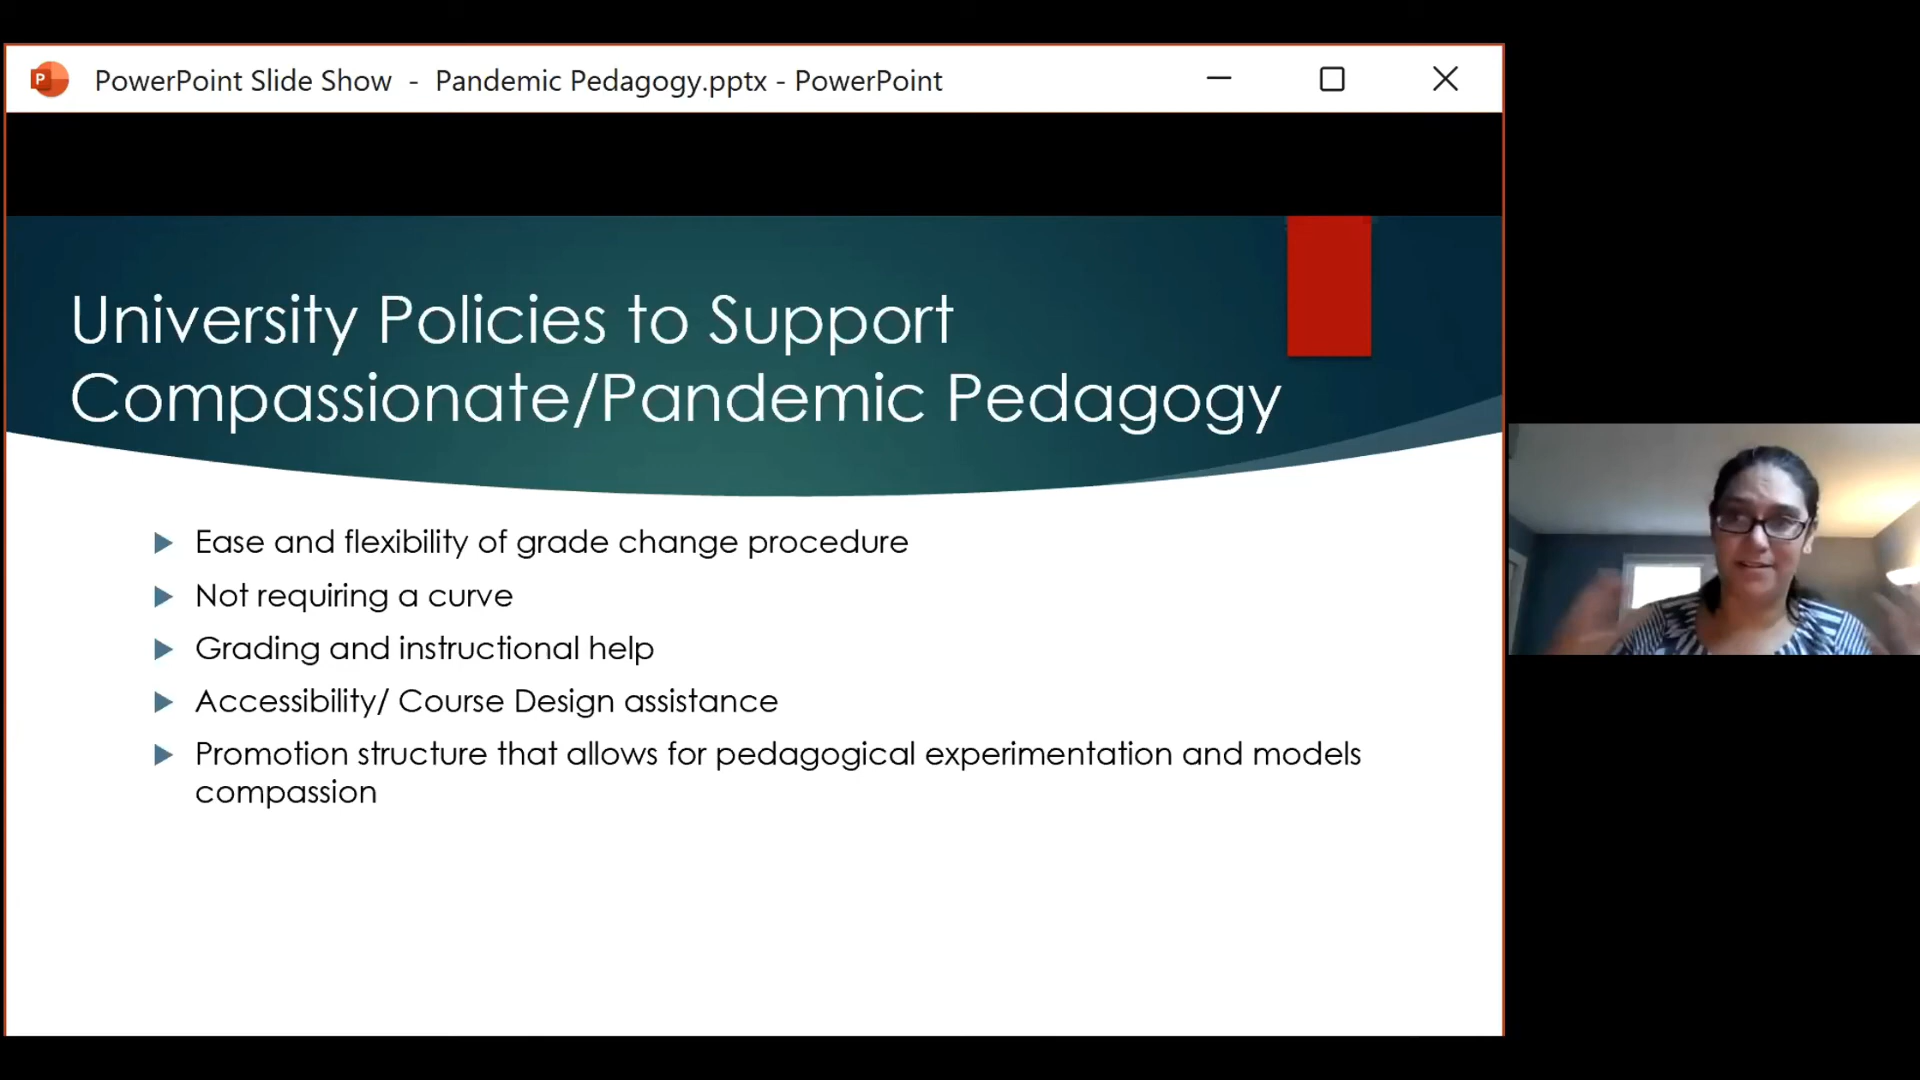 PowerPoint Slide Show - Pandemic Pedagogy.pptx - PowerPoint
University Policies to Support
Compassionate/Pandemic Pedagogy
Ease and flexibility of grade change procedure
Not requiring a curve
Grading and instructional help
Accessibility/ Course Design assistance
Promotion structure that allows for pedagogical experimentation and models
compassion